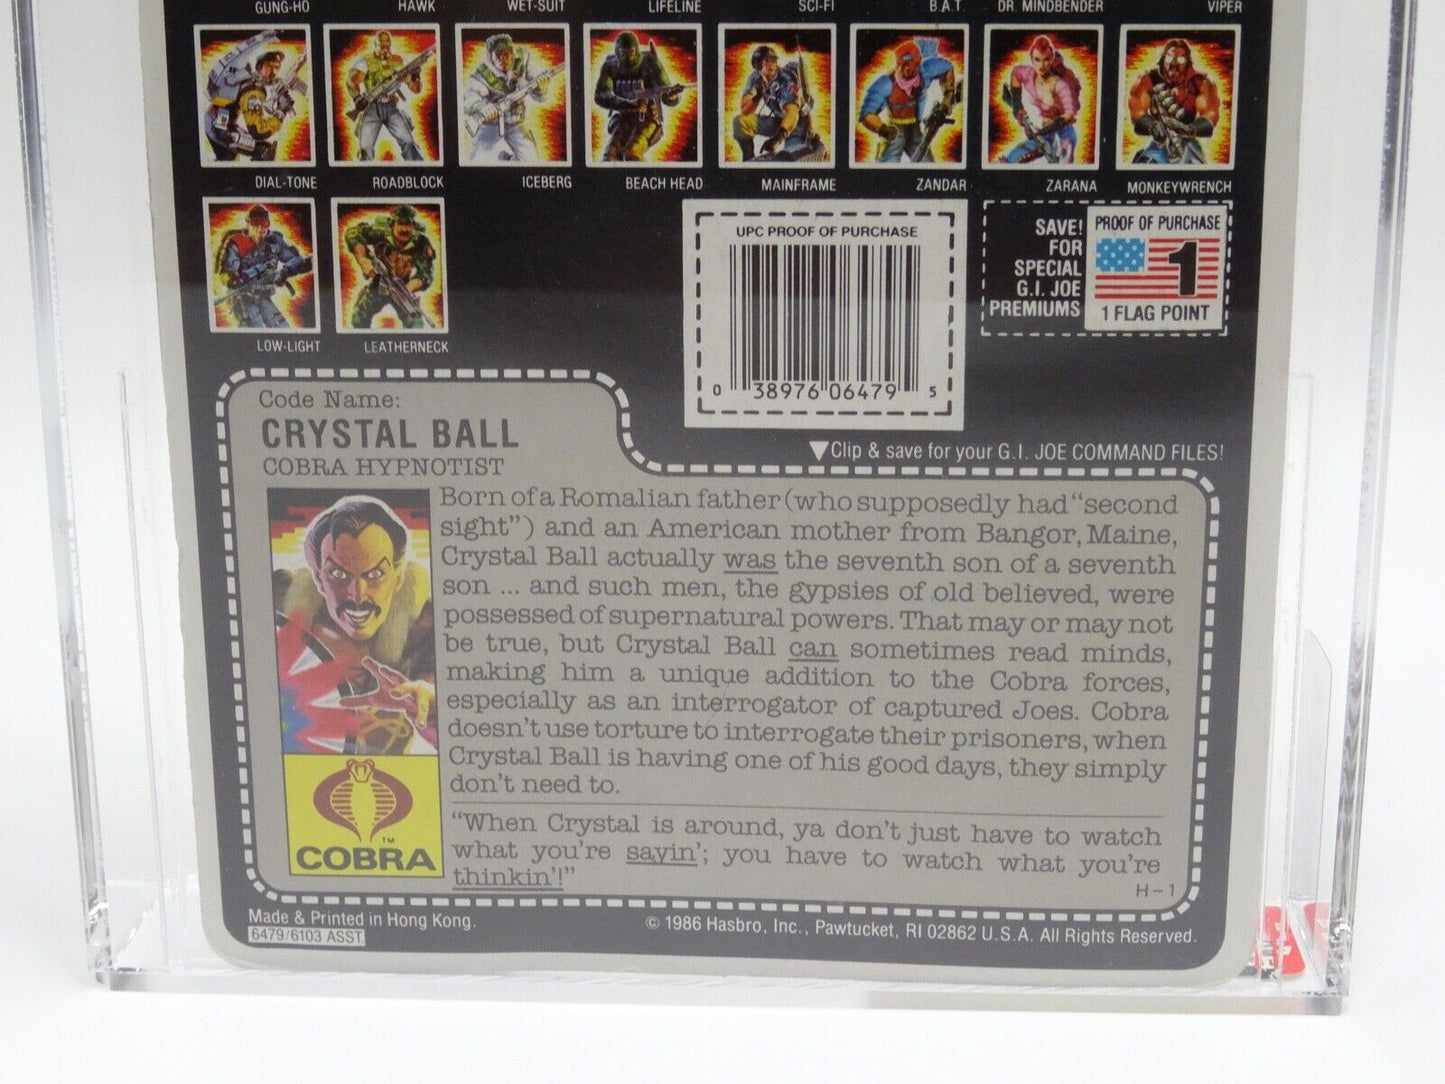 GUNG-HO HAWK WET-SUIT LIFELINE SCI-FI B.A.T. DR. MINDBENDER VIPER
DIAL-TONE ROADBLOCK ICEBERG BEACH HEAD MAINFRAME ZANDAR ZARANA MONKEYWRENCH
LOW-LIGHT LEATHERNECK
UPC PROOF OF PURCHASE
0 38976 06479 5
SAVE!
FOR
SPECIAL
G.I. JOE
PREMIUMS
PROOF OF PURCHASE
1
1 FLAG POINT
▼Clip & save for your G.I. JOE COMMAND FILES!
Code Name:
CRYSTAL BALL
COBRA HYPNOTIST
Born of a Romalian father (who supposedly had "second
sight") and an American mother from Bangor, Maine,
Crystal Ball actually was the seventh son of a seventh
son ... and such men, the gypsies of old believed, were
possessed of supernatural powers. That may or may not
be true, but Crystal Ball can sometimes read minds,
making him a unique addition to the Cobra forces,
especially as an interrogator of captured Joes. Cobra
doesn't use torture to interrogate their prisoners, when
Crystal Ball is having one of his good days, they simply
don't need to.
"When Crystal is around, ya don't just have to watch
what you're sayin'; you have to watch what you're
thinkin'!"
H-1
TM
COBRA
Made & Printed in Hong Kong.
6479/6103 ASST.
© 1986 Hasbro, Inc., Pawtucket, RI 02862 U.S.A. All Rights Reserved.